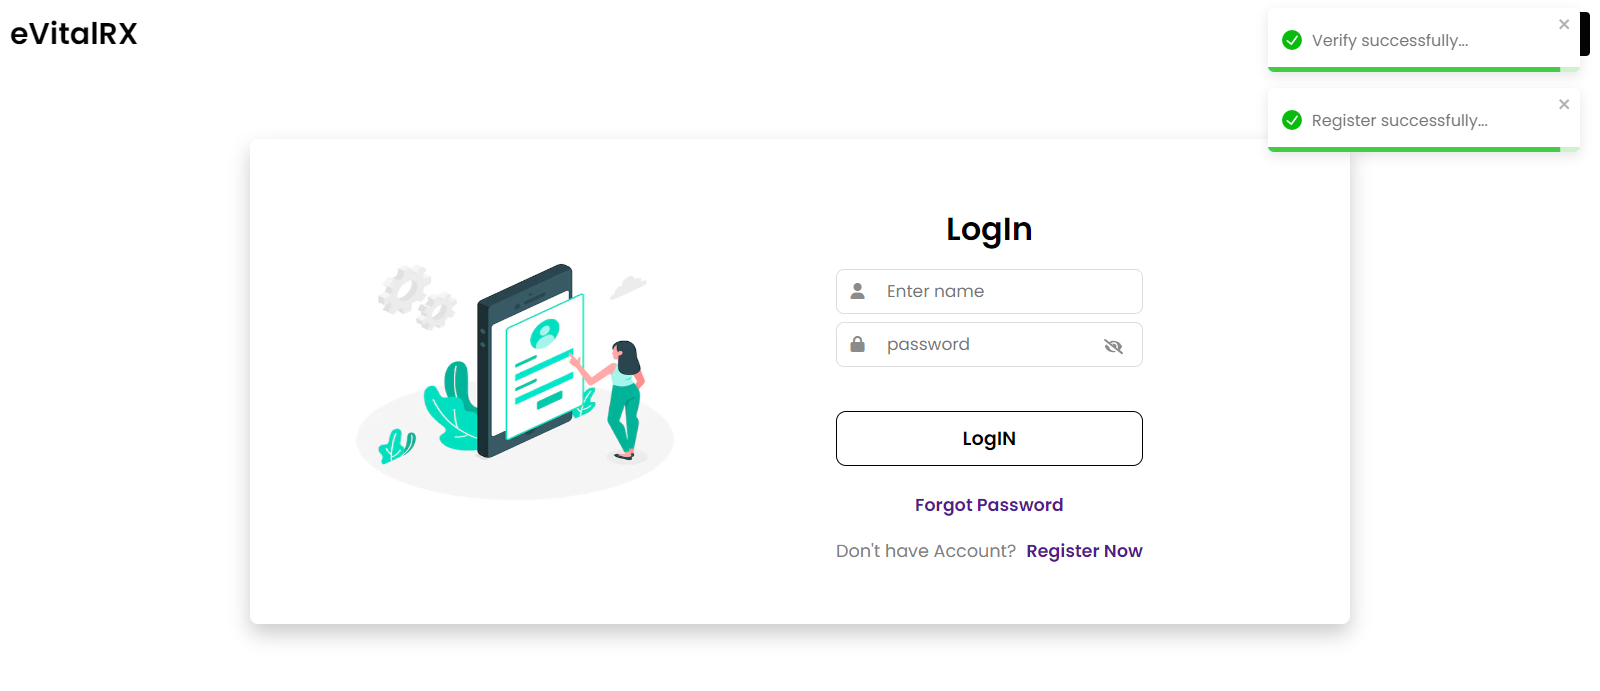 eVitalRX
Verify successfully...
Register successfully...
LogIn
Enter name
password
LogIN
Forgot Password
Don't have Account? Register Now